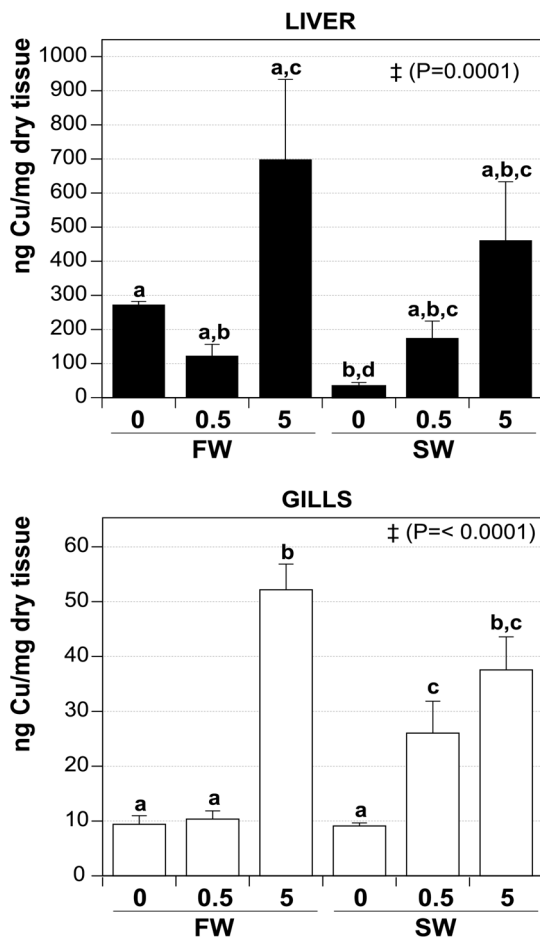 LIVER
ng Cu/mg dry tissue
1000
900
800
700
600
500
400
300
200
100
0
‡ (P=0.0001)
a
a,b
a,c
b,d
a,b,c
a,b,c
0 0.5 5 0 0.5 5
FW SW
GILLS
ng Cu/mg dry tissue
60
50
40
30
20
10
0
‡ (P=< 0.0001)
a
a
b
a
c
b,c
0 0.5 5 0 0.5 5
FW SW